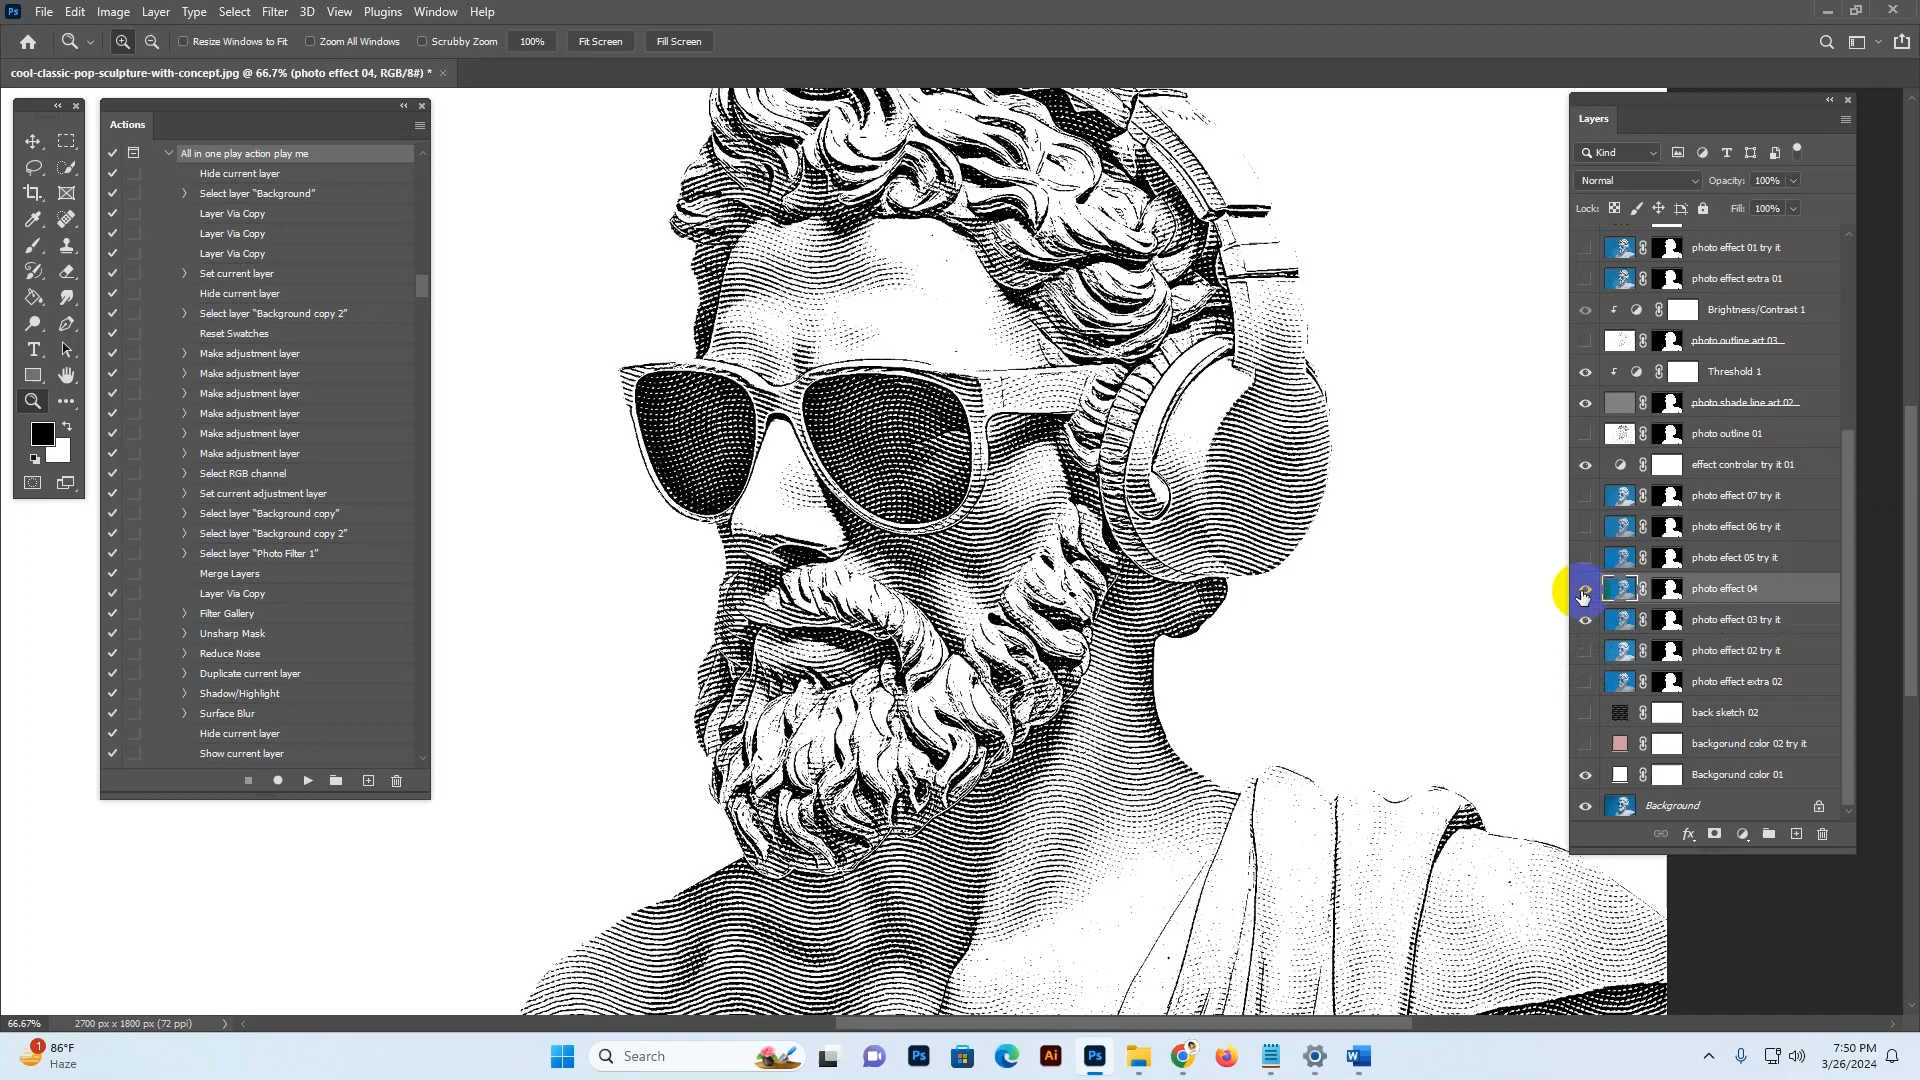 Ps File Edit Image Layer Type Select Filter 3D View Plugins Window Help
Resize Windows to Fit Zoom All Windows Scrubby Zoom 100% Fit Screen Fill Screen
cool-classic-pop-sculpture-with-concept.jpg @ 66.7% (photo effect 04, RGB/8#) *
Actions
All in one play action play me
Hide current layer
Select layer “Background”
Layer Via Copy
Layer Via Copy
Layer Via Copy
Set current layer
Hide current layer
Select layer “Background copy 2”
Reset Swatches
Make adjustment layer
Make adjustment layer
Make adjustment layer
Make adjustment layer
Make adjustment layer
Make adjustment layer
Select RGB channel
Set current adjustment layer
Select layer “Background copy”
Select layer “Background copy 2”
Select layer “Photo Filter 1”
Merge Layers
Layer Via Copy
Filter Gallery
Unsharp Mask
Reduce Noise
Duplicate current layer
Shadow/Highlight
Surface Blur
Hide current layer
Show current layer
Layers
Kind
Normal Opacity: 100%
Lock: Fill: 100%
photo effect 01 try it
photo effect extra 01
Brightness/Contrast 1
photo outline art 03
Threshold 1
photo shade line art 02
photo outline 01
effect controlar try it 01
photo effect 07 try it
photo effect 06 try it
photo efect 05 try it
photo effect 04
photo effect 03 try it
photo effect 02 try it
photo effect extra 02
back sketch 02
backgorund color 02 try it
Backgorund color 01
Background
fx
66.67% 2700 px x 1800 px (72 ppi)
1
86°F
Haze
Search
Ps
Ai
Ps
7:50 PM
3/26/2024